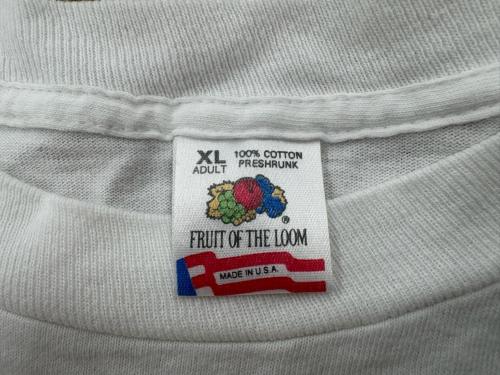 XL 100% COTTON
ADULT PRESHRUNK
®
FRUIT OF THE LOOM
MADE IN U.S.A.